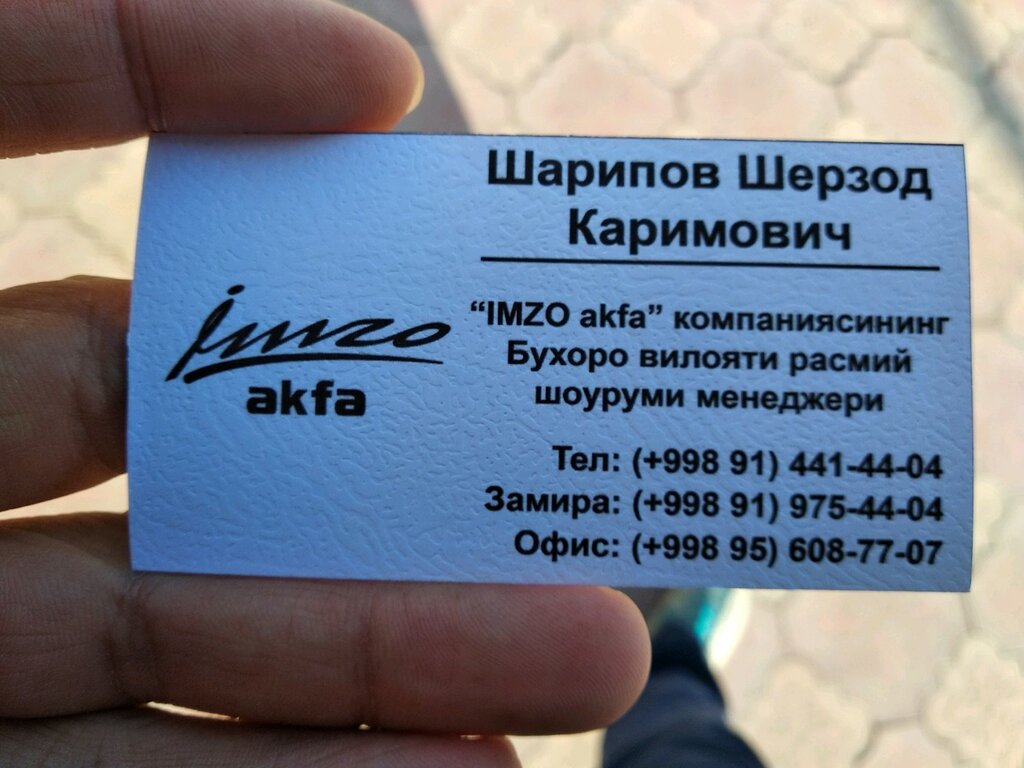 Шарипов Шерзод
Каримович
imzo
akfa
“IMZO akfa” компаниясининг
Бухоро вилояти расмий
шоуруми менеджери
Тел: (+998 91) 441-44-04
Замира: (+998 91) 975-44-04
Офис: (+998 95) 608-77-07